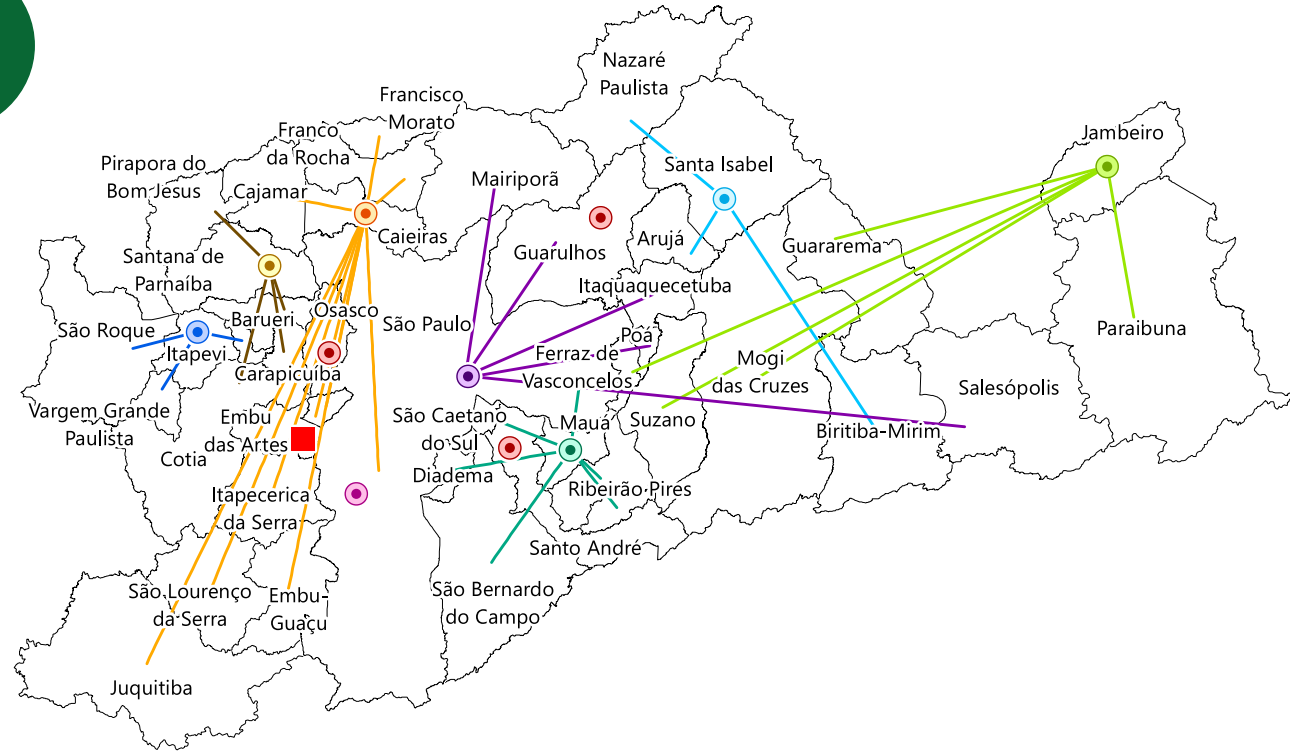 Nazaré
Paulista
Francisco
Morato
Franco
da Rocha
Jambeiro
Pirapora do
Bom Jesus
Cajamar
Mairiporã
Santa Isabel
Caieiras
Arujá
Guararema
Santana de
Parnaíba
Guarulhos
Itaquaquecetuba
São Roque
Barueri
Osasco
São Paulo
Poá
Paraibuna
Itapevi
Ferraz de
Vasconcelos
Mogi
das Cruzes
Carapicuíba
Salesópolis
Vargem Grande
Paulista
Embu
das Artes
São Caetano
do Sul
Mauá
Suzano
Biritiba-Mirim
Cotia
Diadema
Itapecerica
da Serra
Ribeirão Pires
Santo André
São Lourenço
da Serra
Embu-
Guaçu
São Bernardo
do Campo
Juquitiba